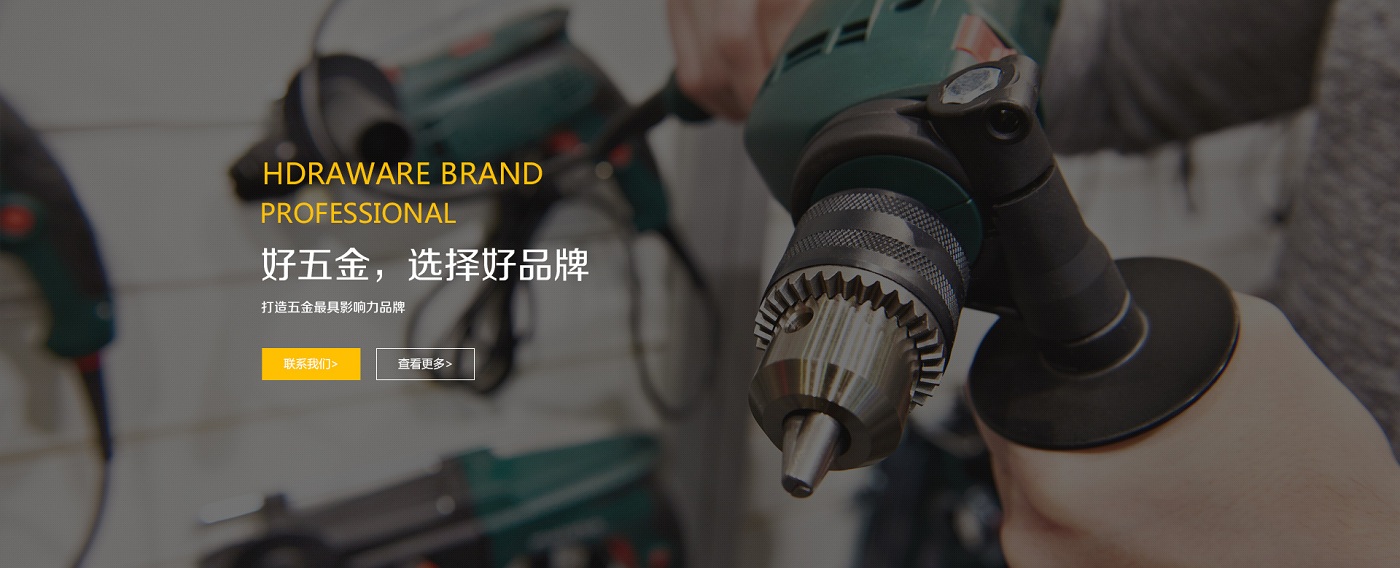 HDRAWARE BRAND
PROFESSIONAL
好五金，选择好品牌
打造五金最具影响力品牌
联系我们>
查看更多>